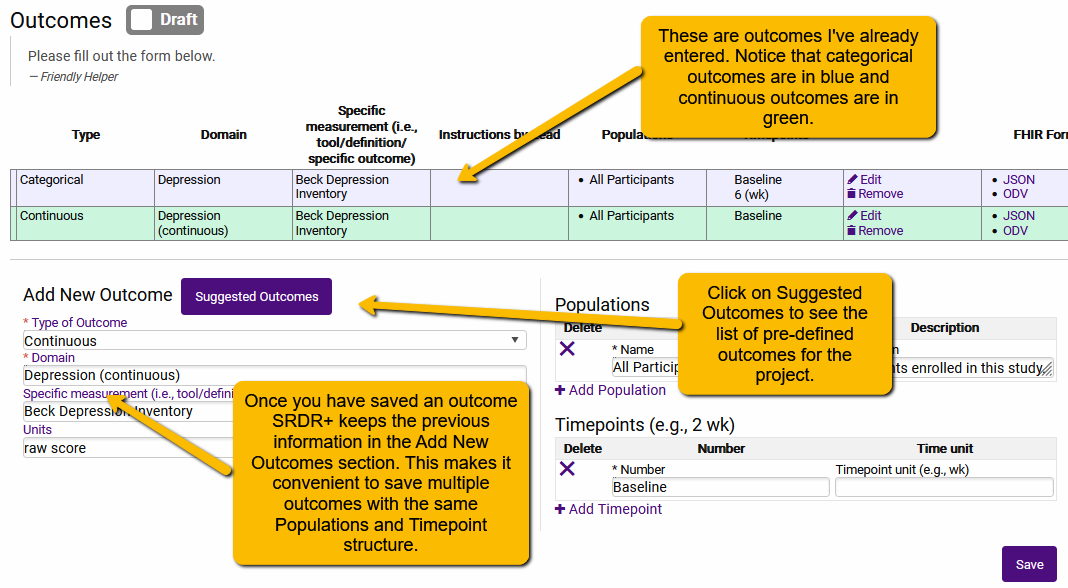 Outcomes
Draft
Please fill out the form below.
— Friendly Helper
These are outcomes I've already
entered. Notice that categorical
outcomes are in blue and
continuous outcomes are in
green.
Type
Domain
Specific
measurement (i.e.,
tool/definition/
specific outcome)
Instructions by Lead
Populations
FHIR For
Categorical
Depression
Beck Depression
Inventory
• All Participants
Baseline
6 (wk)
Edit
Remove
• JSON
• ODV
Continuous
Depression
(continuous)
Beck Depression
Inventory
• All Participants
Baseline
Edit
Remove
• JSON
• ODV
Add New Outcome
Suggested Outcomes
* Type of Outcome
Continuous
* Domain
Depression (continuous)
Specific measurement (i.e., tool/defini
Beck Depression Inventory
Units
raw score
Once you have saved an outcome
SRDR+ keeps the previous
information in the Add New
Outcomes section. This makes it
convenient to save multiple
outcomes with the same
Populations and Timepoint
structure.
Click on Suggested
Outcomes to see the
list of pre-defined
outcomes for the
project.
Populations
Delete
Description
* Name
All Particip
nts enrolled in this study.
+ Add Population
Timepoints (e.g., 2 wk)
Delete
Number
Time unit
* Number
Timepoint unit (e.g., wk)
Baseline
+ Add Timepoint
Save